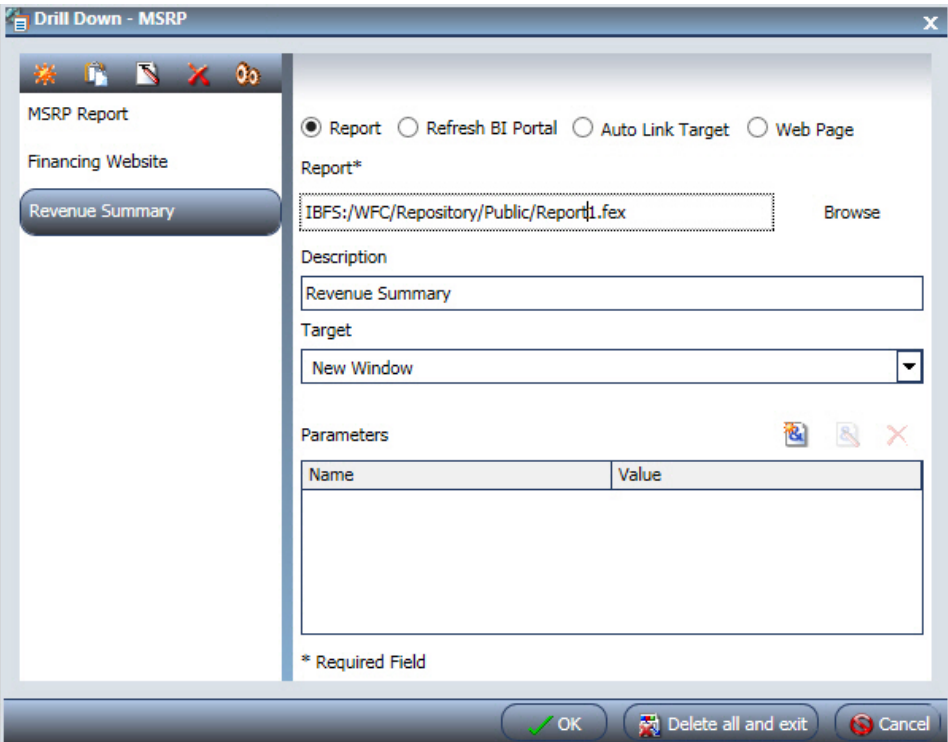 Drill Down - MSRP
MSRP Report
Financing Website
Revenue Summary
Report Refresh BI Portal Auto Link Target Web Page
Report*
IBFS:/WFC/Repository/Public/Report1.fex Browse
Description
Revenue Summary
Target
New Window
Parameters
Name Value
* Required Field
OK Delete all and exit Cancel